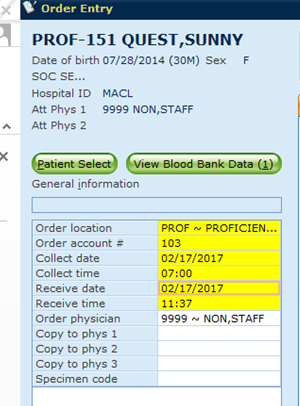 Order Entry
PROF-151 QUEST,SUNNY
Date of birth 07/28/2014 (30M) Sex F
SOC SE...
Hospital ID MACL
Att Phys 1 9999 NON,STAFF
Att Phys 2
Patient Select View Blood Bank Data (1)
General information
Order location PROF ~ PROFICIEN...
Order account # 103
Collect date 02/17/2017
Collect time 07:00
Receive date 02/17/2017
Receive time 11:37
Order physician 9999 ~ NON,STAFF
Copy to phys 1
Copy to phys 2
Copy to phys 3
Specimen code